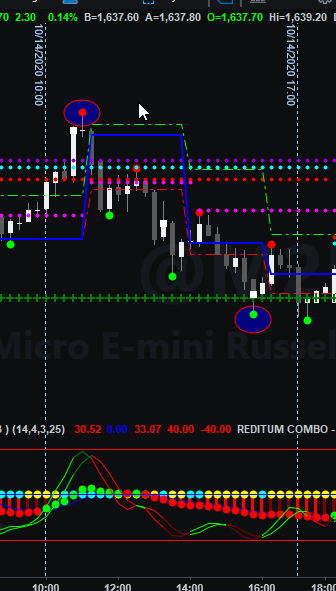 70 2.30 0.14% B=1,637.60 A=1,637.80 O=1,637.70 Hi=1,639.20
10/14/2020 10:00
10/14/2020 17:00
@M2
Micro E-mini Russel
) (14,4,3,25) 30.52 0.00 33.07 40.00 -40.00 REDITUM COMBO -
10:00 12:00 14:00 16:00 18:00